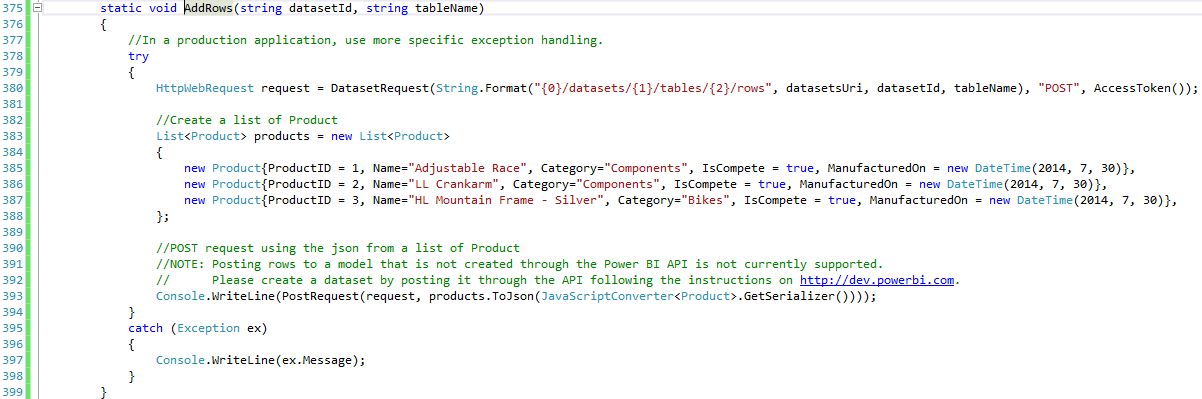 375 static void AddRows(string datasetId, string tableName)
376 {
377 //In a production application, use more specific exception handling.
378 try
379 {
380 HttpWebRequest request = DatasetRequest(String.Format("{0}/datasets/{1}/tables/{2}/rows", datasetsUri, datasetId, tableName), "POST", AccessToken());
381
382 //Create a list of Product
383 List<Product> products = new List<Product>
384 {
385 new Product{ProductID = 1, Name="Adjustable Race", Category="Components", IsCompete = true, ManufacturedOn = new DateTime(2014, 7, 30)},
386 new Product{ProductID = 2, Name="LL Crankarm", Category="Components", IsCompete = true, ManufacturedOn = new DateTime(2014, 7, 30)},
387 new Product{ProductID = 3, Name="HL Mountain Frame - Silver", Category="Bikes", IsCompete = true, ManufacturedOn = new DateTime(2014, 7, 30)},
388 };
389
390 //POST request using the json from a list of Product
391 //NOTE: Posting rows to a model that is not created through the Power BI API is not currently supported.
392 // Please create a dataset by posting it through the API following the instructions on http://dev.powerbi.com.
393 Console.WriteLine(PostRequest(request, products.ToJson(JavaScriptConverter<Product>.GetSerializer())));
394 }
395 catch (Exception ex)
396 {
397 Console.WriteLine(ex.Message);
398 }
399 }